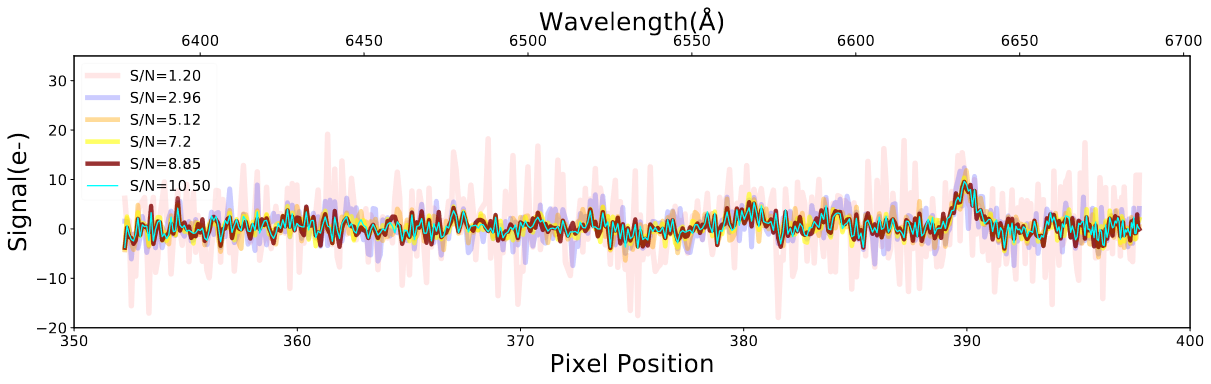 Wavelength(Å)
6400 6450 6500 6550 6600 6650 6700
Signal(e-)
30
20
10
0
−10
−20
S/N=1.20
S/N=2.96
S/N=5.12
S/N=7.2
S/N=8.85
S/N=10.50
350 360 370 380 390 400
Pixel Position